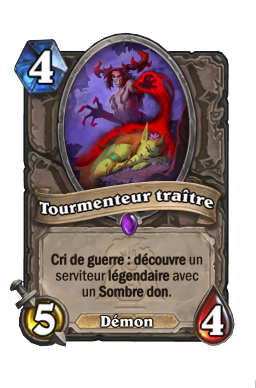 4
Tourmenteur traître
Cri de guerre : découvre un
serviteur légendaire avec
un Sombre don.
5
Démon
4